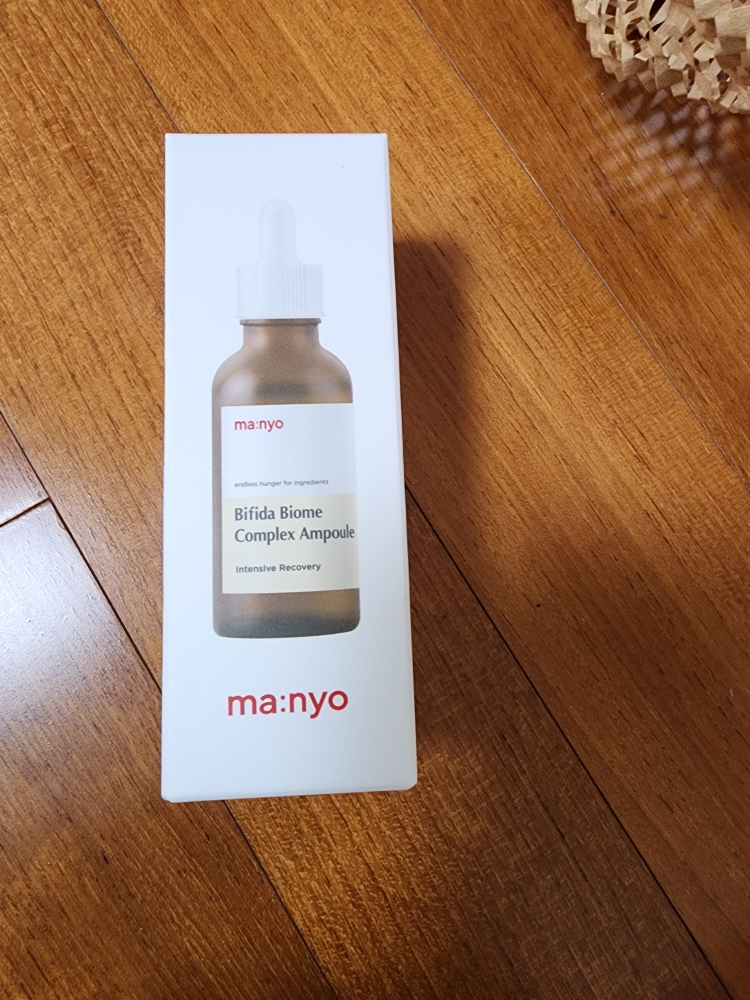 ma:nyo
endless hunger for ingredients
Bifida Biome
Complex Ampoule
Intensive Recovery
ma:nyo